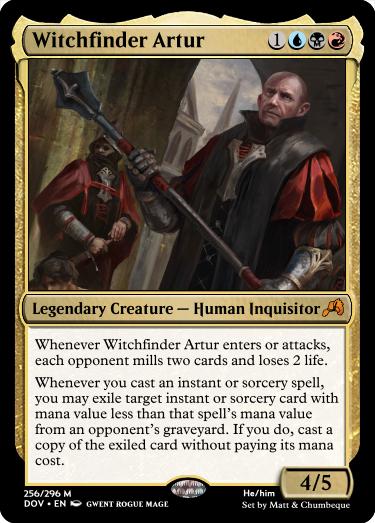 Witchfinder Artur 1
Legendary Creature — Human Inquisitor
Whenever Witchfinder Artur enters or attacks,
each opponent mills two cards and loses 2 life.
Whenever you cast an instant or sorcery spell,
you may exile target instant or sorcery card with
mana value less than that spell's mana value
from an opponent's graveyard. If you do, cast a
copy of the exiled card without paying its mana
cost.
4/5
256/296 M He/him
DOV • EN GWENT ROGUE MAGE Set by Matt & Chumbeque